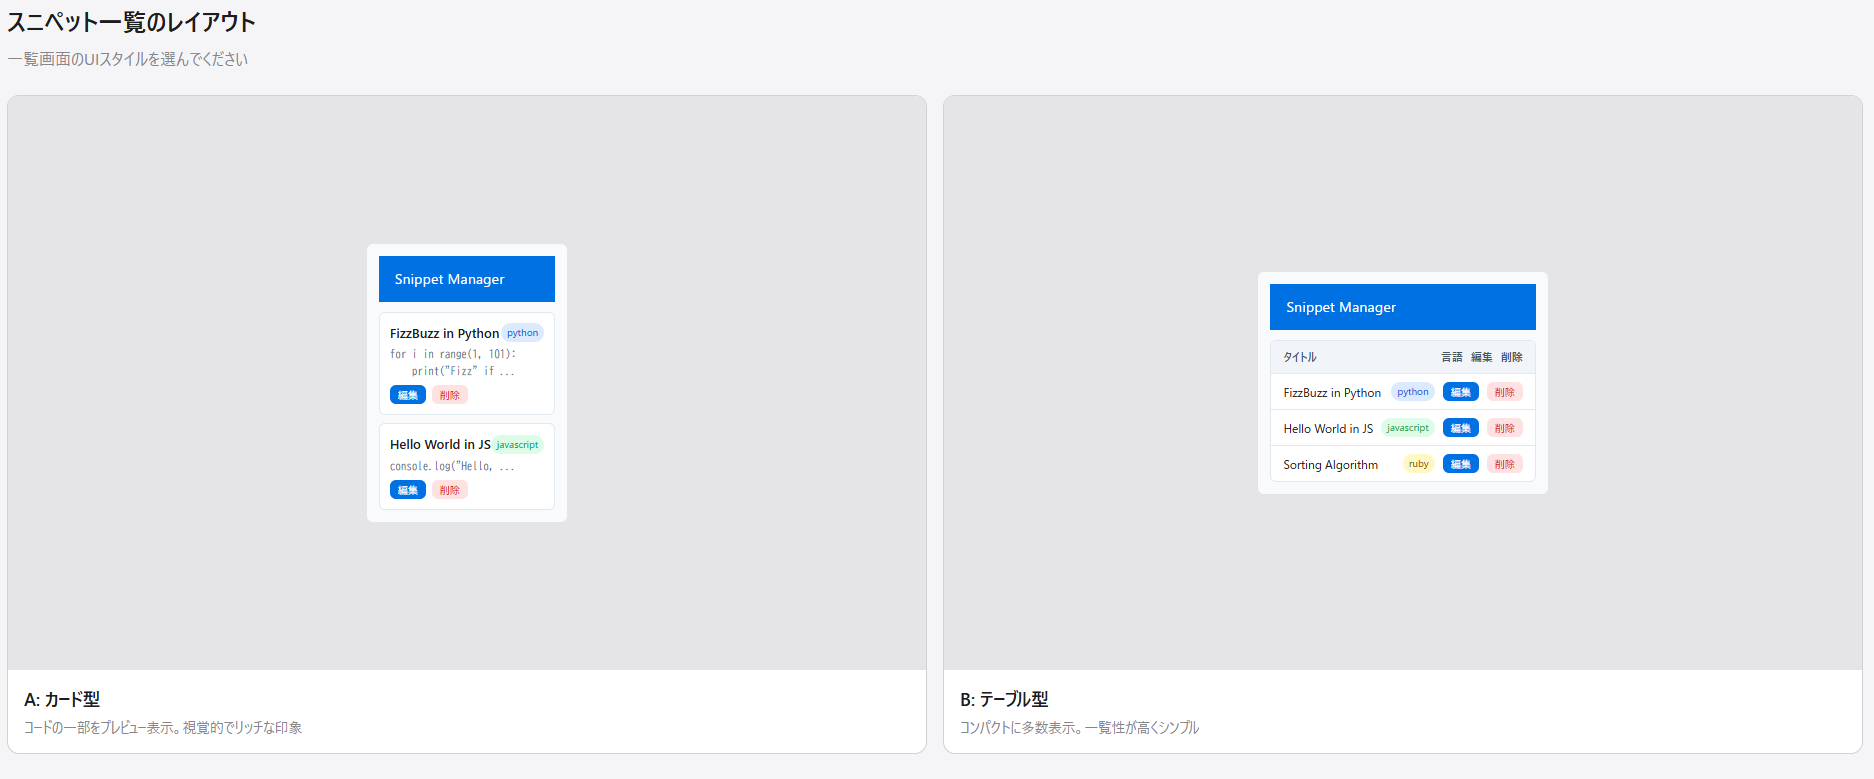 スニペット一覧のレイアウト
一覧画面のUIスタイルを選んでください
Snippet Manager
FizzBuzz in Python python
for i in range(1, 101):
print("Fizz" if ...
編集 削除
Hello World in JS javascript
console.log("Hello, ...
編集 削除
A: カード型
コードの一部をプレビュー表示。視覚的でリッチな印象
Snippet Manager
タイトル 言語 編集 削除
FizzBuzz in Python python 編集 削除
Hello World in JS javascript 編集 削除
Sorting Algorithm ruby 編集 削除
B: テーブル型
コンパクトに多数表示。一覧性が高くシンプル